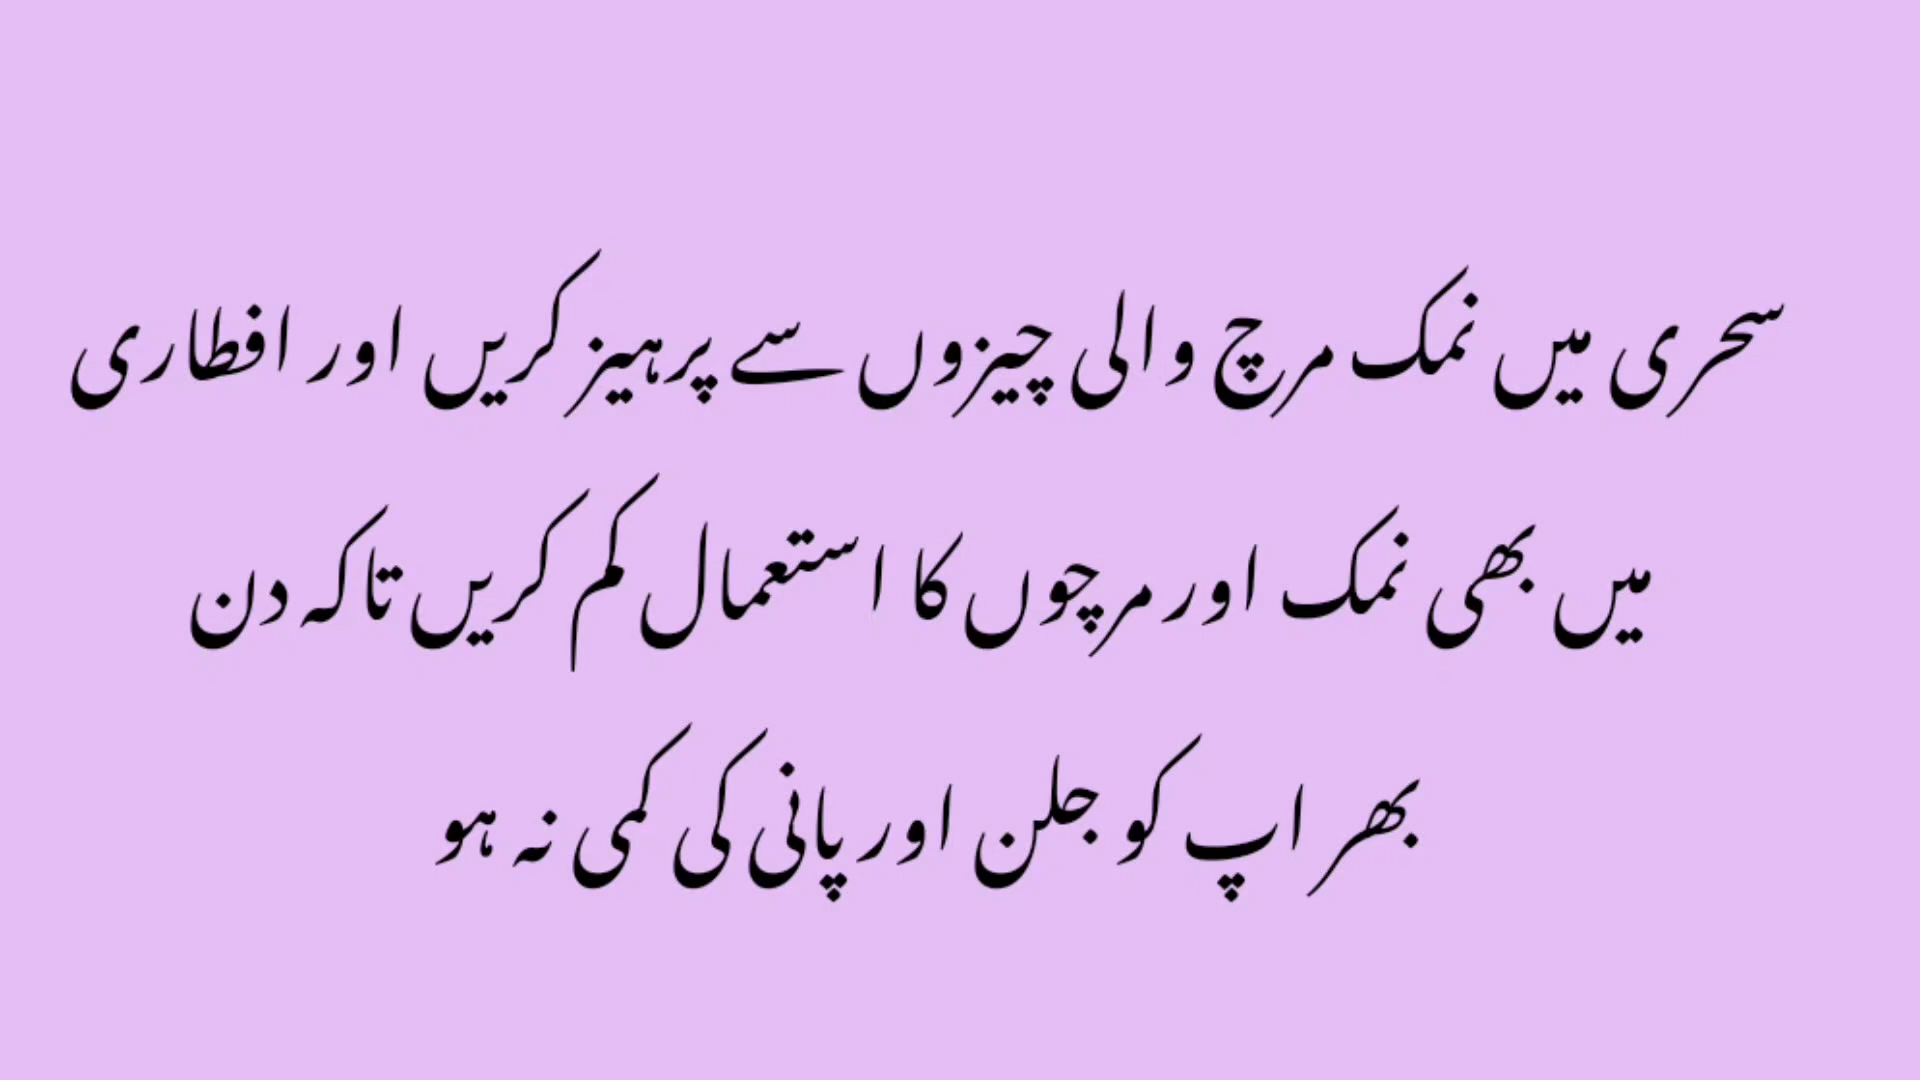 سحری میں نمک مرچ والی چیزوں سے پرہیز کریں اور افطاری
میں بھی نمک اور مرچوں کا استعمال کم کریں تاکہ دن
بھر اپ کو جلن اور پانی کی کمی نہ ہو